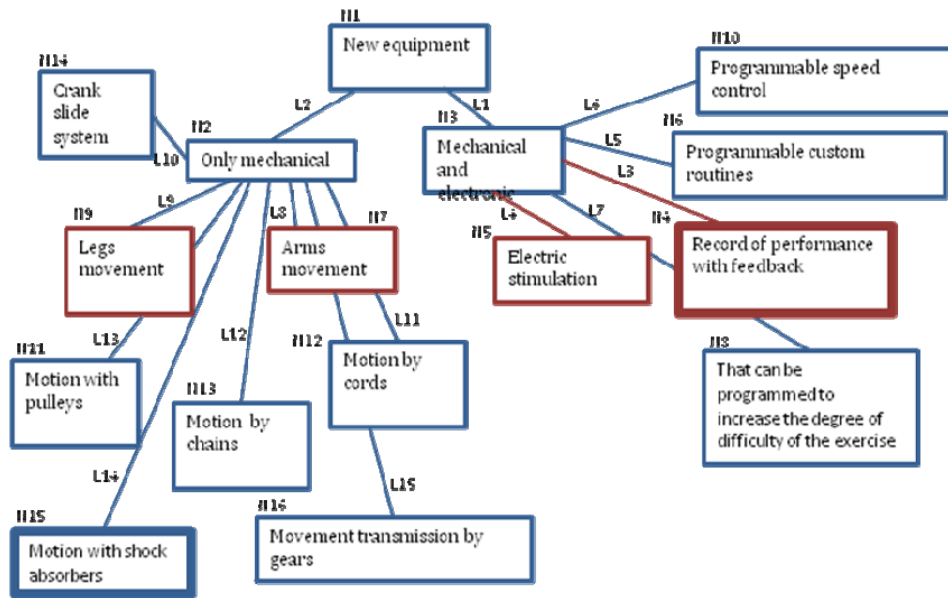 N1
New equipment
N14
Crank
slide
system
L2
L1
N10
Programmable speed
control
N2
Only mechanical
L10
N3
Mechanical
and
electronic
L6
L5
N6
Programmable custom
routines
L3
L9
L8
N9
Legs
movement
N7
Arms
movement
L4
L7
N5
Electric
stimulation
N4
Record of performance
with feedback
L13
L12
L11
N11
Motion with
pulleys
N12
Motion by
cords
N13
Motion by
chains
N8
That can be
programmed to
increase the degree of
difficulty of the exercise
L14
L15
N15
Motion with shock
absorbers
N16
Movement transmission by
gears